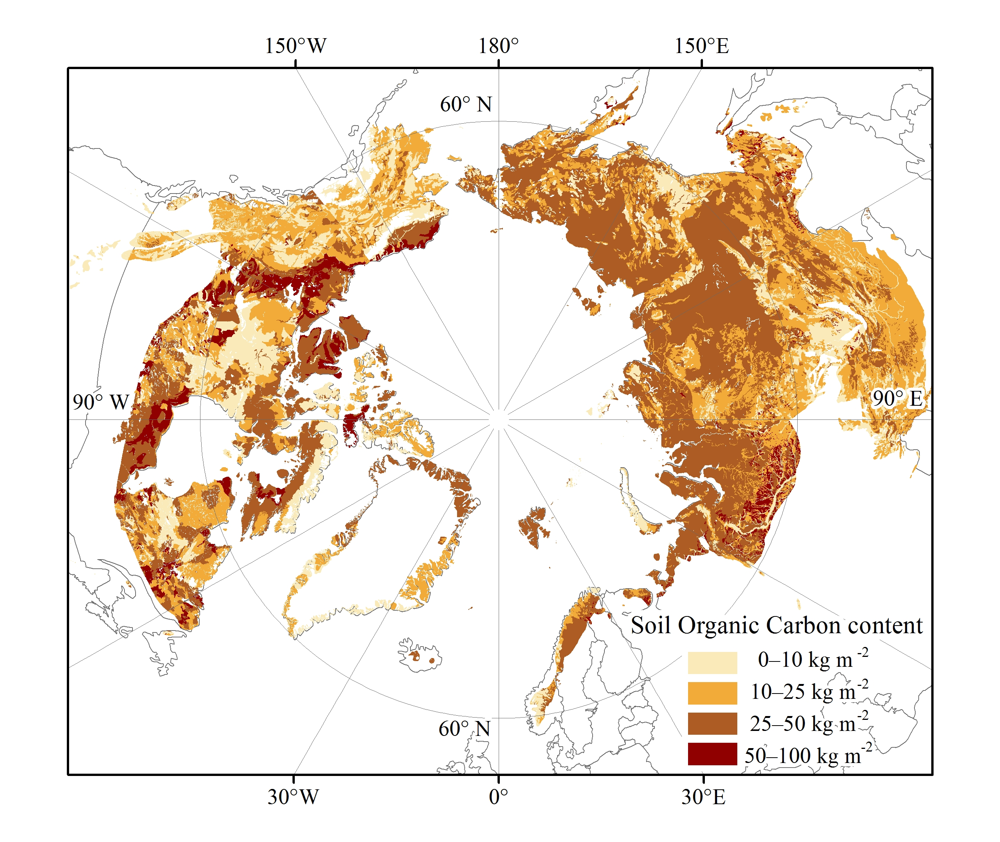 150°W 180° 150°E
60° N
90° W
90° E
60° N
Soil Organic Carbon content
0–10 kg m⁻²
10–25 kg m⁻²
25–50 kg m⁻²
50–100 kg m⁻²
30°W 0° 30°E